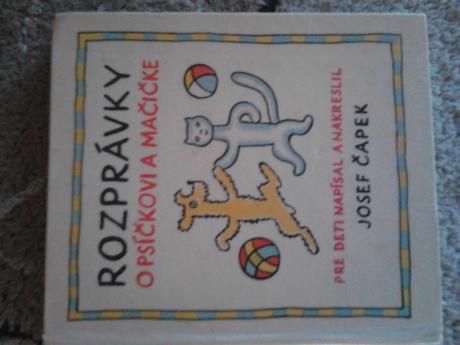 ROZPRÁVKY
O PSÍČKOVI A MAČIČKE
PRE DETI NAPÍSAL A NAKRESLIL
JOSEF ČAPEK